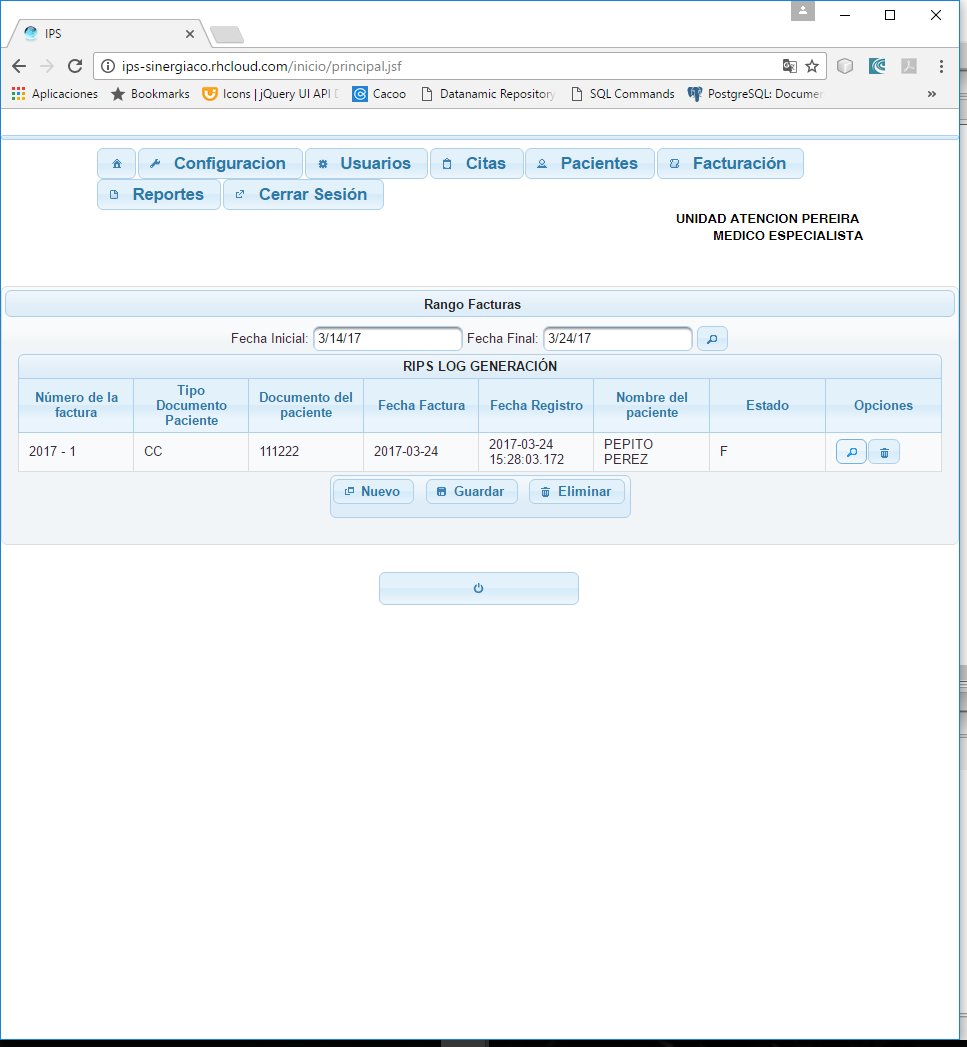 IPS
ips-sinergiaco.rhcloud.com/inicio/principal.jsf
Aplicaciones Bookmarks Icons | jQuery UI API Cacoo Datanamic Repository SQL Commands PostgreSQL: Documen »
Configuracion Usuarios Citas Pacientes Facturación
Reportes Cerrar Sesión
UNIDAD ATENCION PEREIRA
MEDICO ESPECIALISTA
Rango Facturas
Fecha Inicial: 3/14/17 Fecha Final: 3/24/17
RIPS LOG GENERACIÓN
Número de la factura Tipo Documento Paciente Documento del paciente Fecha Factura Fecha Registro Nombre del paciente Estado Opciones
2017 - 1 CC 111222 2017-03-24 2017-03-24 15:28:03.172 PEPITO PEREZ F
Nuevo Guardar Eliminar